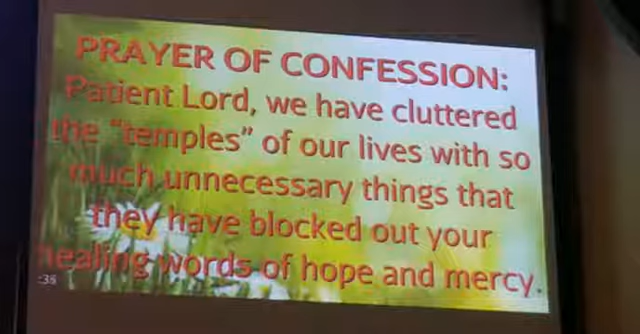 PRAYER OF CONFESSION:
Patient Lord, we have cluttered
the "temples" of our lives with so
much unnecessary things that
they have blocked out your
healing words of hope and mercy.
:36